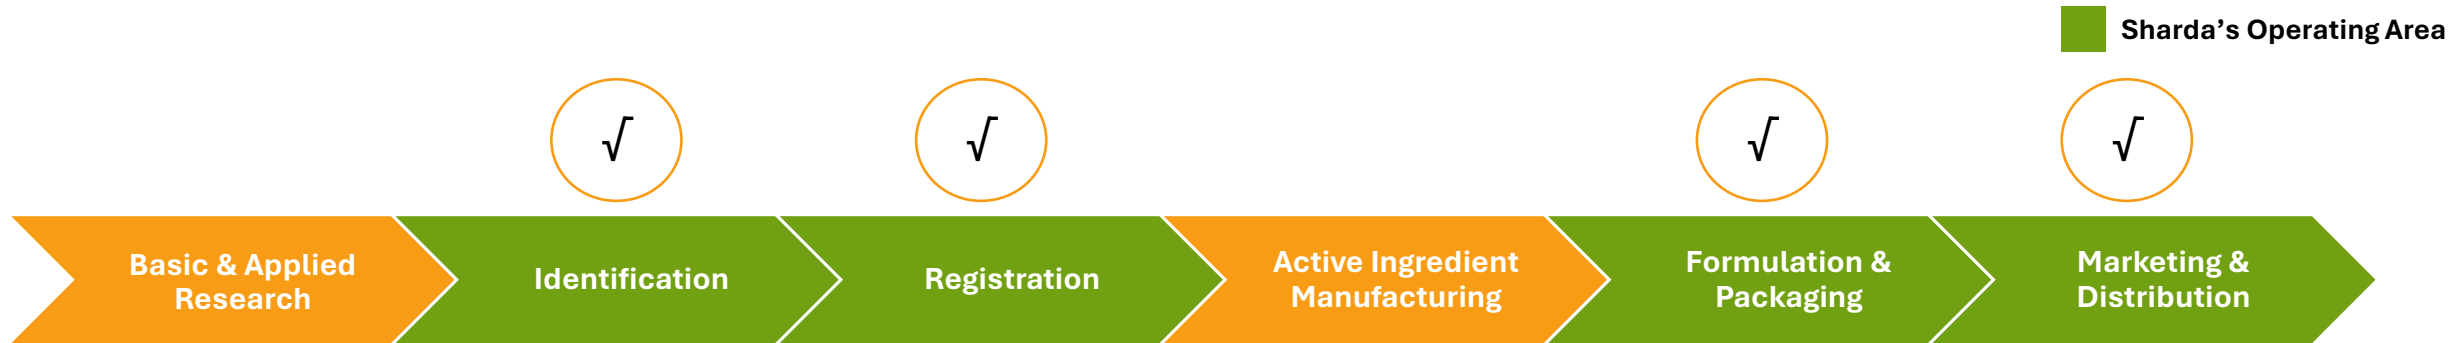 Sharda’s Operating Area
√ √ √ √
Basic & Applied
Research
Identification
Registration
Active Ingredient
Manufacturing
Formulation &
Packaging
Marketing &
Distribution